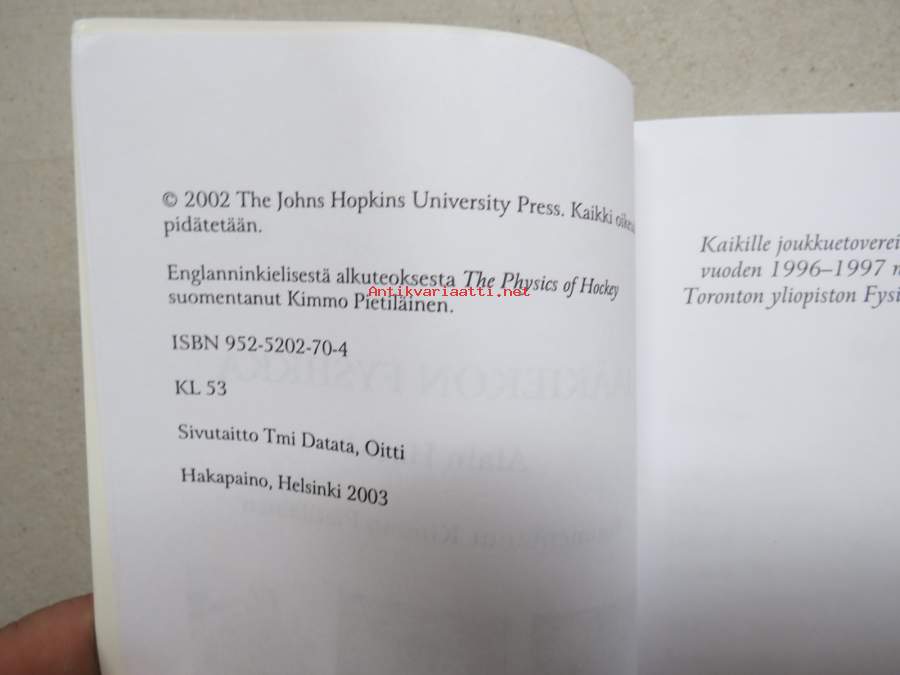 © 2002 The Johns Hopkins University Press. Kaikki
pidätetään.
Englanninkielisestä alkuteoksesta The Physics of Hockey
Antikvariaatti.net
suomentanut Kimmo Pietiläinen.
ISBN 952-5202-70-4
KL 53
Sivutaitto Tmi Datata, Oitti
Hakapaino, Helsinki 2003
Kaikille joukkuetoverei
vuoden 1996–1997
Toronton yliopiston Fysi